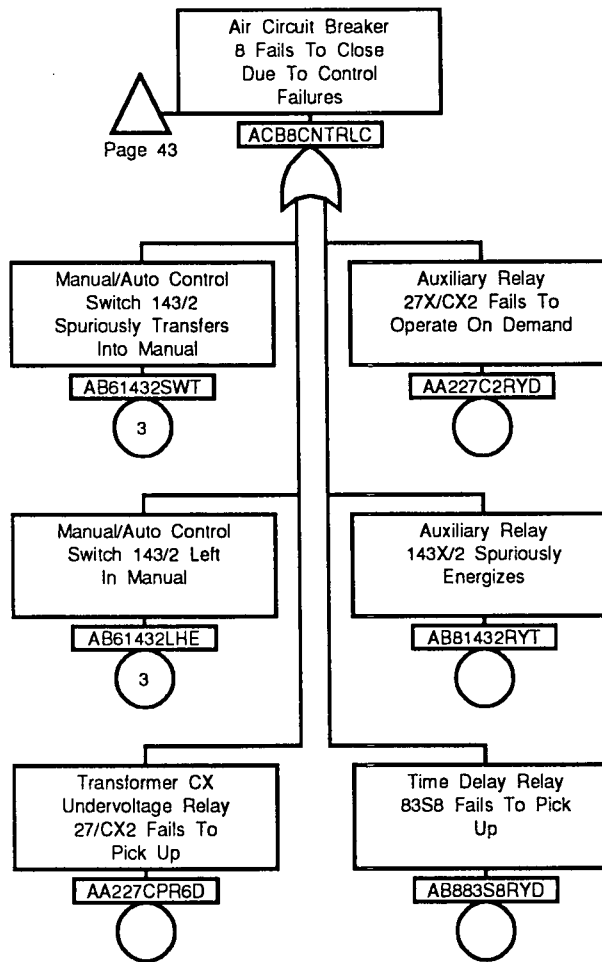 Air Circuit Breaker
8 Fails To Close
Due To Control
Failures
Page 43
ACB8CNTRLC
Manual/Auto Control
Switch 143/2
Spuriously Transfers
Into Manual
AB61432SWT
3
Auxiliary Relay
27X/CX2 Fails To
Operate On Demand
AA227C2RYD
Manual/Auto Control
Switch 143/2 Left
In Manual
AB61432LHE
3
Auxiliary Relay
143X/2 Spuriously
Energizes
AB81432RYT
Transformer CX
Undervoltage Relay
27/CX2 Fails To
Pick Up
AA227CPR6D
Time Delay Relay
83S8 Fails To Pick
Up
AB883S8RYD